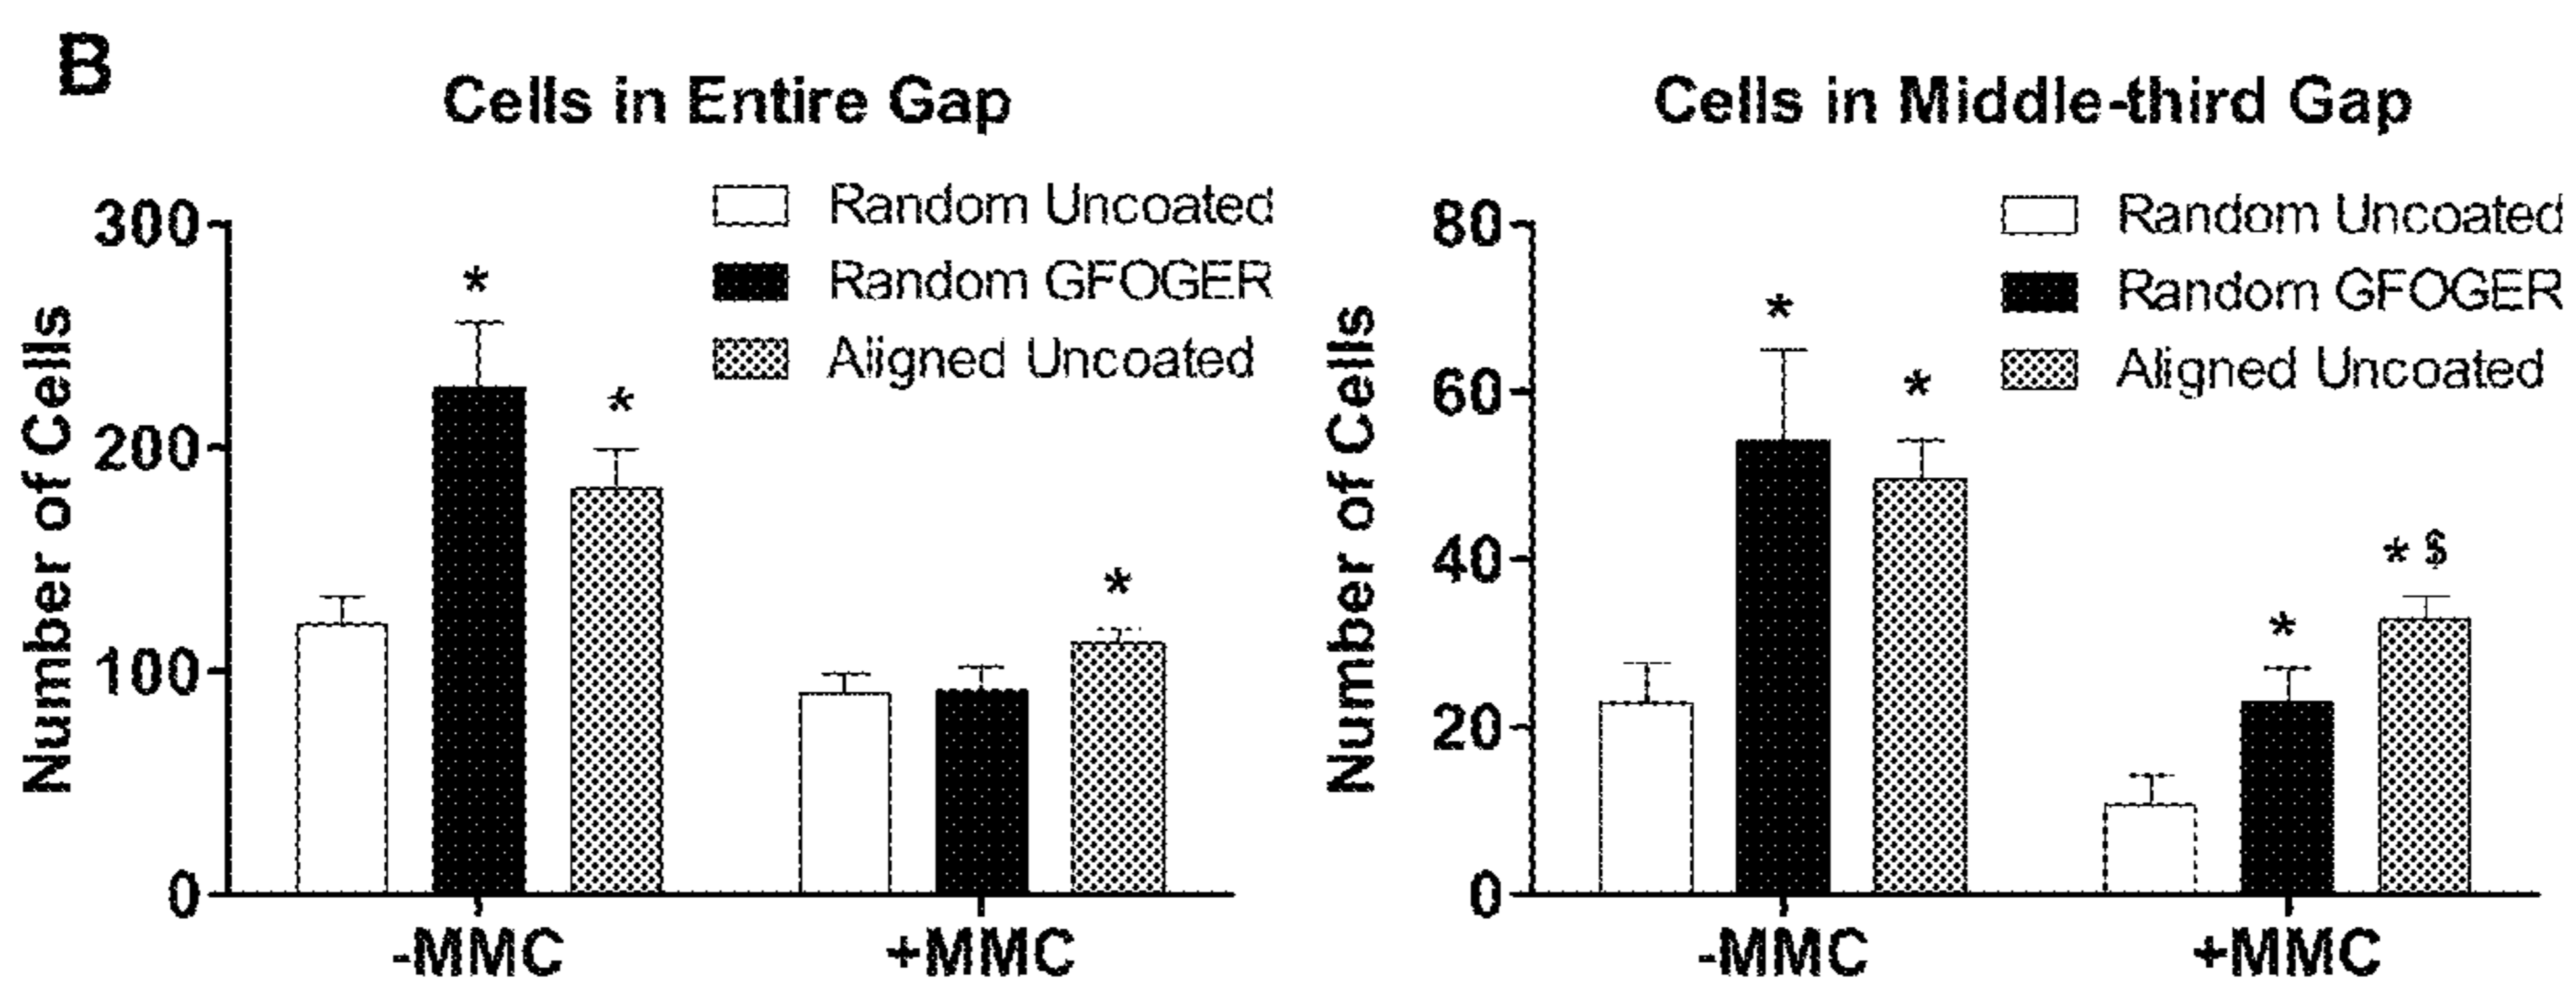 B
Cells in Entire Gap
Number of Cells
300
200
100
0
Random Uncoated
Random GFOGER
Aligned Uncoated
*
*
*
-MMC
+MMC
Cells in Middle-third Gap
Number of Cells
80
60
40
20
0
Random Uncoated
Random GFOGER
Aligned Uncoated
*
*
*
* $
-MMC
+MMC